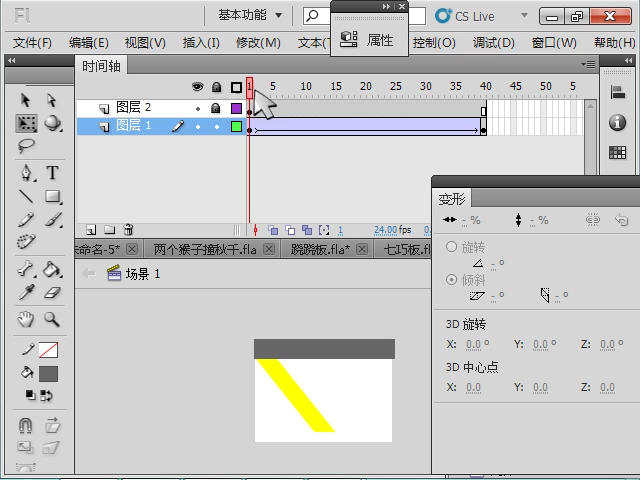 Fl 基本功能 CS Live
文件(F) 编辑(E) 视图(V) 插入(I) 修改(M) 文本(T 控制(O) 调试(D) 窗口(W) 帮助(H)
属性
时间轴
1 5 10 15 20 25 30 35 40 45 50 5
图层 2
图层 1
1 24.00 fps
未命名-5* 两个猴子撞秋千.fla 跷跷板.fla* 七巧板.fl
场景 1
变形
- % - %
旋转
- °
倾斜
- ° - °
3D 旋转
X: 0.0 ° Y: 0.0 ° Z: 0.0 °
3D 中心点
X: 0.0 Y: 0.0 Z: 0.0
T